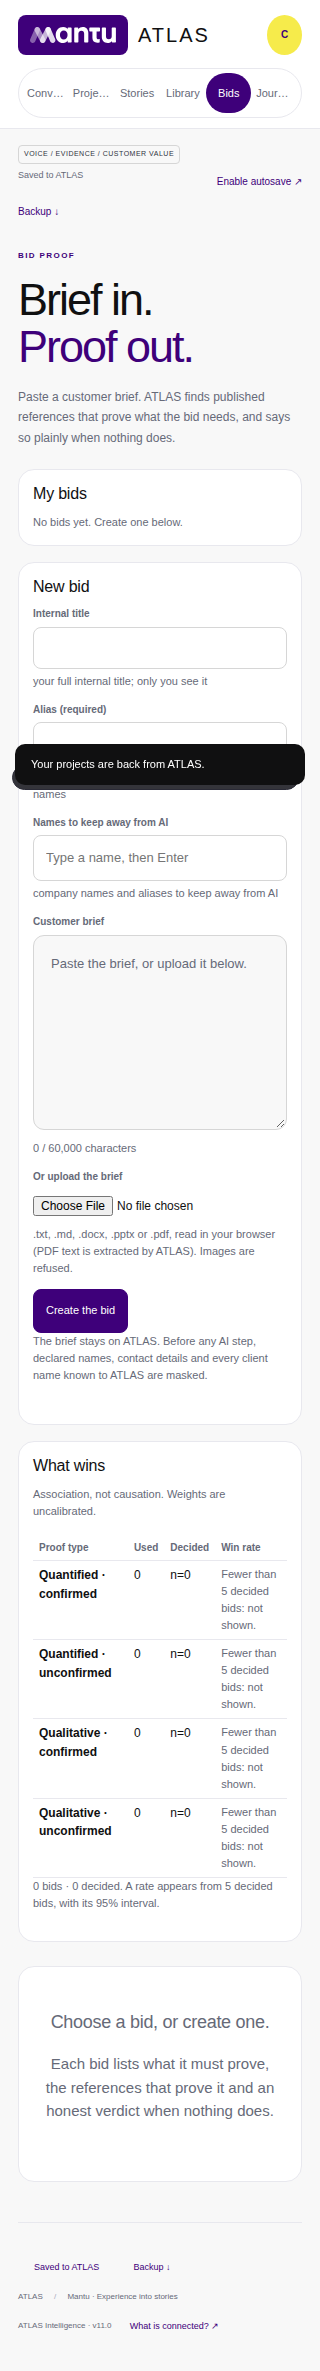 mantu ATLAS
C
Conv… Proje… Stories Library Bids Jour…
VOICE / EVIDENCE / CUSTOMER VALUE
Saved to ATLAS
Enable autosave ↗
Backup ↓
BID PROOF
Brief in.
Proof out.
Paste a customer brief. ATLAS finds published
references that prove what the bid needs, and says
so plainly when nothing does.
My bids
No bids yet. Create one below.
New bid
Internal title
your full internal title; only you see it
Alias (required)
Your projects are back from ATLAS.
names
Names to keep away from AI
Type a name, then Enter
company names and aliases to keep away from AI
Customer brief
Paste the brief, or upload it below.
0 / 60,000 characters
Or upload the brief
Choose File No file chosen
.txt, .md, .docx, .pptx or .pdf, read in your browser
(PDF text is extracted by ATLAS). Images are
refused.
Create the bid
The brief stays on ATLAS. Before any AI step,
declared names, contact details and every client
name known to ATLAS are masked.
What wins
Association, not causation. Weights are
uncalibrated.
Proof type Used Decided Win rate
Quantified · confirmed 0 n=0 Fewer than 5 decided bids: not shown.
Quantified · unconfirmed 0 n=0 Fewer than 5 decided bids: not shown.
Qualitative · confirmed 0 n=0 Fewer than 5 decided bids: not shown.
Qualitative · unconfirmed 0 n=0 Fewer than 5 decided bids: not shown.
0 bids · 0 decided. A rate appears from 5 decided
bids, with its 95% interval.
Choose a bid, or create one.
Each bid lists what it must prove,
the references that prove it and an
honest verdict when nothing does.
Saved to ATLAS Backup ↓
ATLAS / Mantu · Experience into stories
ATLAS Intelligence · v11.0 What is connected? ↗